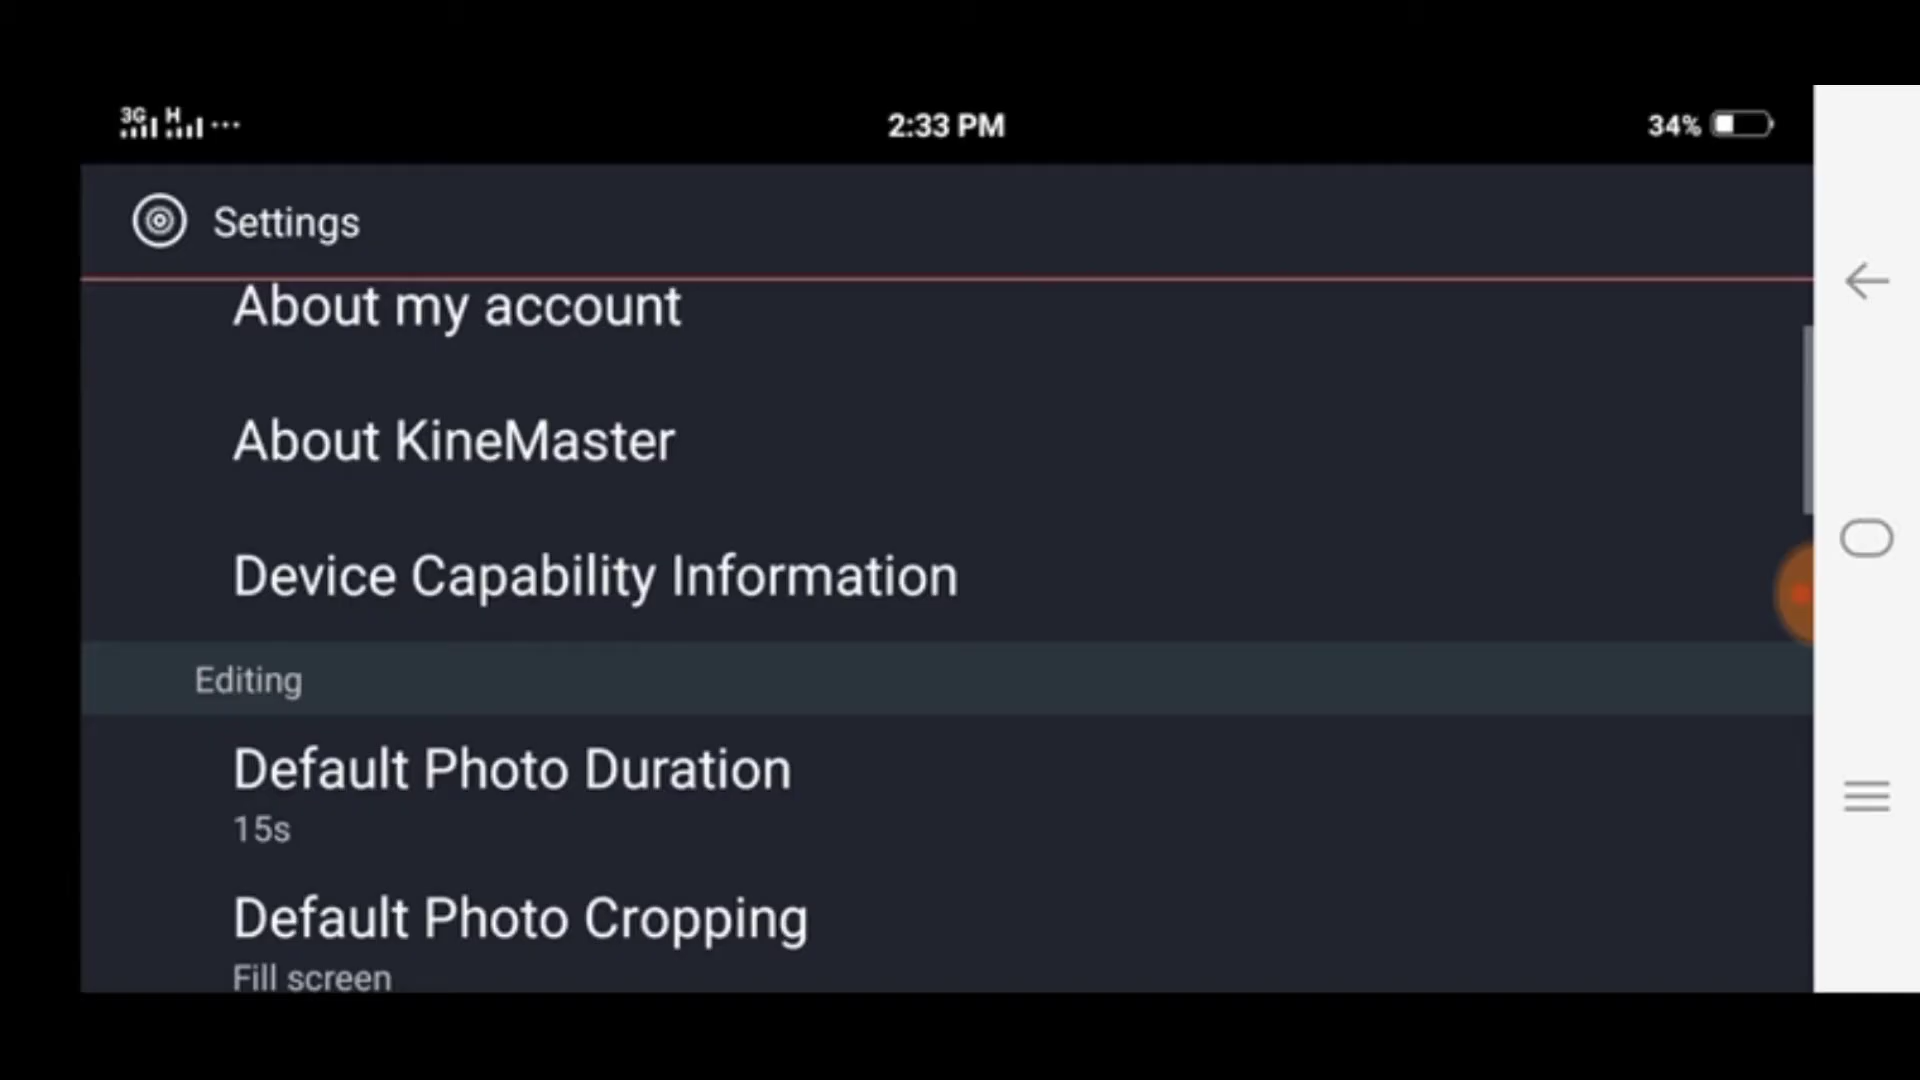 3G H ... 2:33 PM 34%
Settings
About my account
About KineMaster
Device Capability Information
Editing
Default Photo Duration
15s
Default Photo Cropping
Fill screen